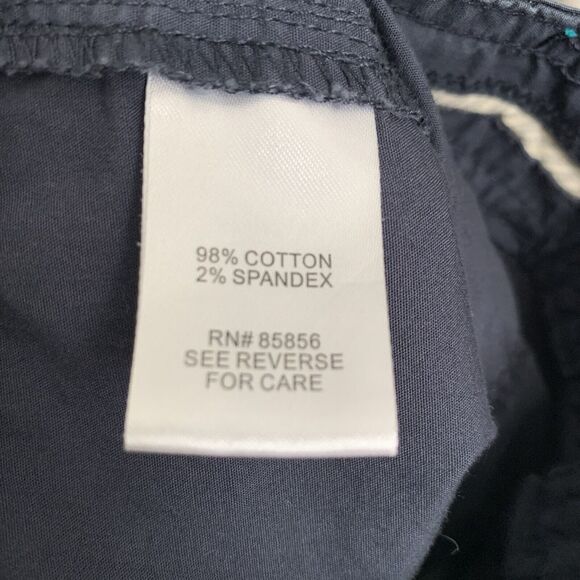 98% COTTON
2% SPANDEX
RN# 85856
SEE REVERSE
FOR CARE